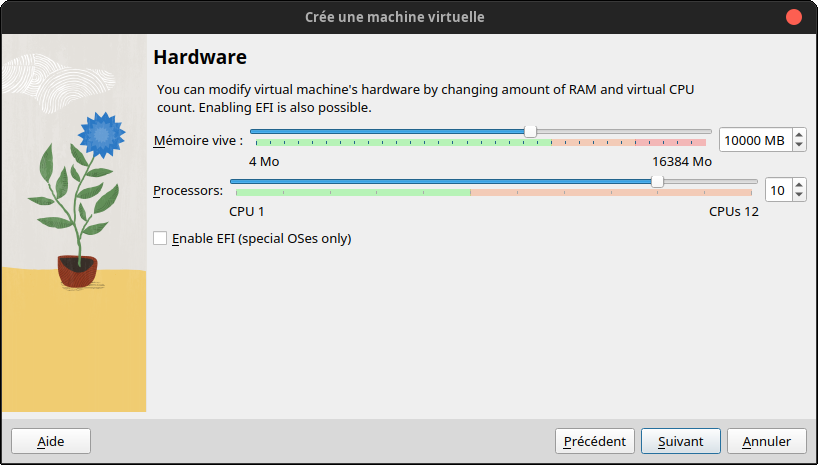 Crée une machine virtuelle
Hardware
You can modify virtual machine's hardware by changing amount of RAM and virtual CPU
count. Enabling EFI is also possible.
Mémoire vive : 10000 MB
4 Mo 16384 Mo
Processors: 10
CPU 1 CPUs 12
Enable EFI (special OSes only)
Aide Précédent Suivant Annuler